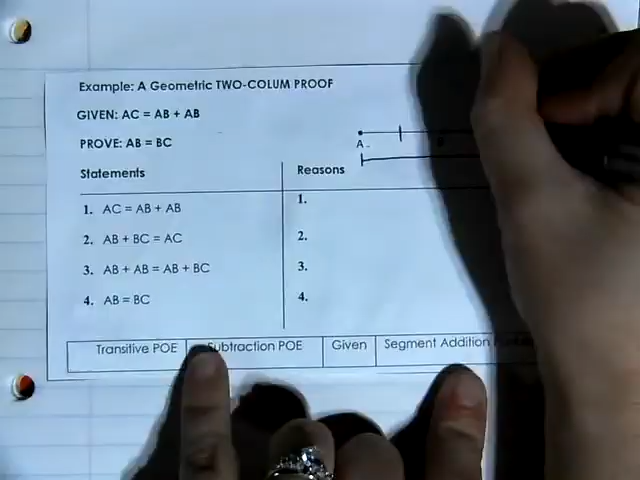 Example: A Geometric TWO-COLUM PROOF
GIVEN: AC = AB + AB
PROVE: AB = BC
A
Statements Reasons
1. AC = AB + AB 1.
2. AB + BC = AC 2.
3. AB + AB = AB + BC 3.
4. AB = BC 4.
Transitive POE Subtraction POE Given Segment Addition